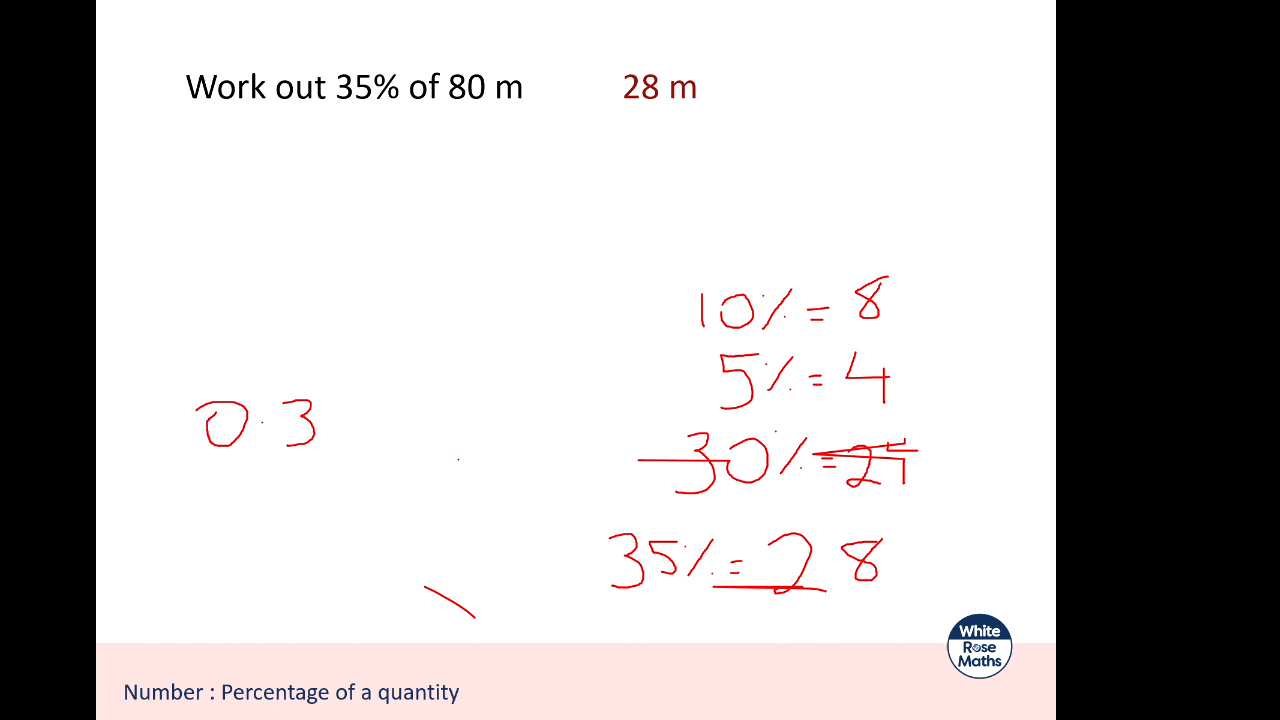 Work out 35% of 80 m 28 m
10% = 8
5% = 4
0.3
30% = 24
35% = 28
White
Rose
Maths
Number : Percentage of a quantity